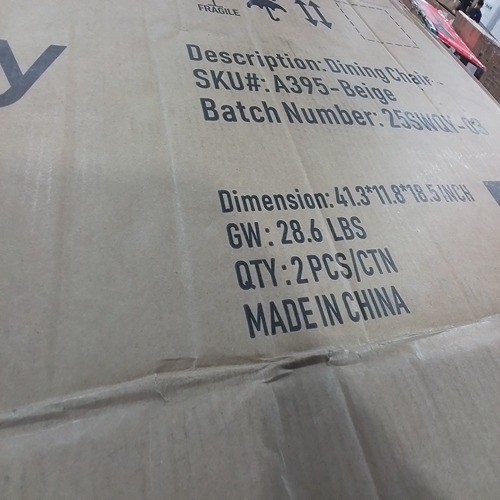 FRAGILE
y
Description: Dining Chair
SKU#: A395-Beige
Batch Number: 25SWQY-03
Dimension: 41.3*11.8*18.5 INCH
GW: 28.6 LBS
QTY: 2 PCS/CTN
MADE IN CHINA